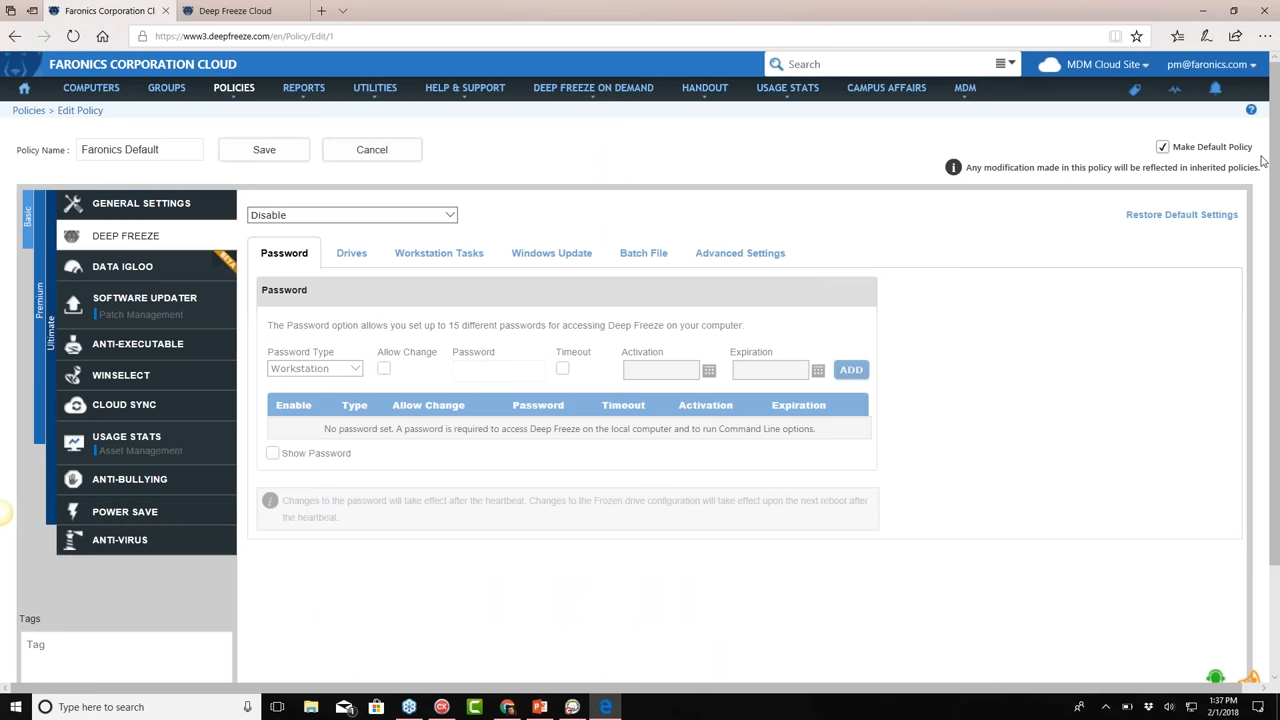 Faronics Corporation Cl
Deep Freeze Cloud
https://www3.deepfreeze.com/en/Policy/Edit/1
FARONICS CORPORATION CLOUD
Search
MDM Cloud Site
pm@faronics.com
COMPUTERS
GROUPS
POLICIES
REPORTS
UTILITIES
HELP & SUPPORT
DEEP FREEZE ON DEMAND
HANDOUT
USAGE STATS
CAMPUS AFFAIRS
MDM
Policies > Edit Policy
Policy Name :
Faronics Default
Save
Cancel
Make Default Policy
Any modification made in this policy will be reflected in inherited policies.
Basic
Premium
Ultimate
GENERAL SETTINGS
DEEP FREEZE
DATA IGLOO
BETA
SOFTWARE UPDATER
Patch Management
ANTI-EXECUTABLE
WINSELECT
CLOUD SYNC
USAGE STATS
Asset Management
ANTI-BULLYING
POWER SAVE
ANTI-VIRUS
Tags
Tag
Disable
Restore Default Settings
Password
Drives
Workstation Tasks
Windows Update
Batch File
Advanced Settings
Password
The Password option allows you set up to 15 different passwords for accessing Deep Freeze on your computer.
Password Type
Allow Change
Password
Timeout
Activation
Expiration
Workstation
ADD
Enable
Type
Allow Change
Password
Timeout
Activation
Expiration
No password set. A password is required to access Deep Freeze on the local computer and to run Command Line options.
Show Password
Changes to the password will take effect after the heartbeat. Changes to the Frozen drive configuration will take effect upon the next reboot after
the heartbeat.
Type here to search
1:37 PM
2/1/2018